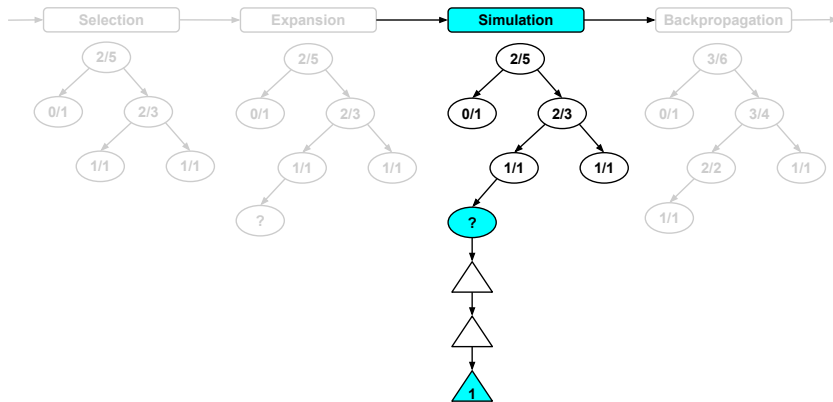 Selection Expansion Simulation Backpropagation
2/5 2/5 2/5 3/6
0/1 2/3 0/1 2/3 0/1 2/3 0/1 3/4
1/1 1/1 1/1 1/1 1/1 1/1 2/2 1/1
? ? 1/1
1